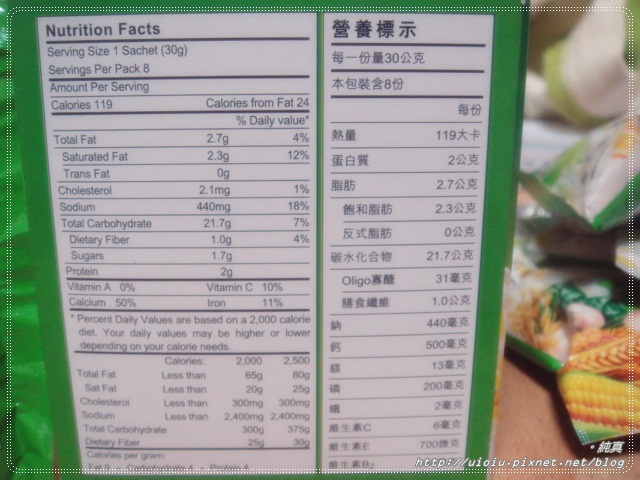 Nutrition Facts
Serving Size 1 Sachet (30g)
Servings Per Pack 8
Amount Per Serving
Calories 119 Calories from Fat 24
% Daily value*
Total Fat 2.7g 4%
Saturated Fat 2.3g 12%
Trans Fat 0g
Cholesterol 2.1mg 1%
Sodium 440mg 18%
Total Carbohydrate 21.7g 7%
Dietary Fiber 1.0g 4%
Sugars 1.7g
Protein 2g
Vitamin A 0% Vitamin C 10%
Calcium 50% Iron 11%
* Percent Daily Values are based on a 2,000 calorie
diet. Your daily values may be higher or lower
depending on your calorie needs.
Calories: 2,000 2,500
Total Fat Less than 65g 80g
Sat Fat Less than 20g 25g
Cholesterol Less than 300mg 300mg
Sodium Less than 2,400mg 2,400mg
Total Carbohydrate 300g 375g
Dietary Fiber 25g 30g
Calories per gram:
Fat 9 · Carbohydrate 4 · Protein 4
營養標示
每一份量30公克
本包裝含8份
每份
熱量 119大卡
蛋白質 2公克
脂肪 2.7公克
飽和脂肪 2.3公克
反式脂肪 0公克
碳水化合物 21.7公克
Oligo寡醣 31毫克
膳食纖維 1.0公克
鈉 440毫克
鈣 500毫克
鎂 13毫克
磷 200毫克
鐵 2毫克
維生素C 6毫克
維生素E 700微克
維生素B2
·純真
http://uioiu.pixnet.net/blog